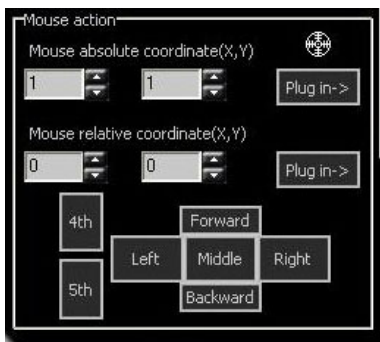 Mouse action
Mouse absolute coordinate(X,Y)
1 1 Plug in->
Mouse relative coordinate(X,Y)
0 0 Plug in->
4th Forward
Left Middle Right
5th Backward